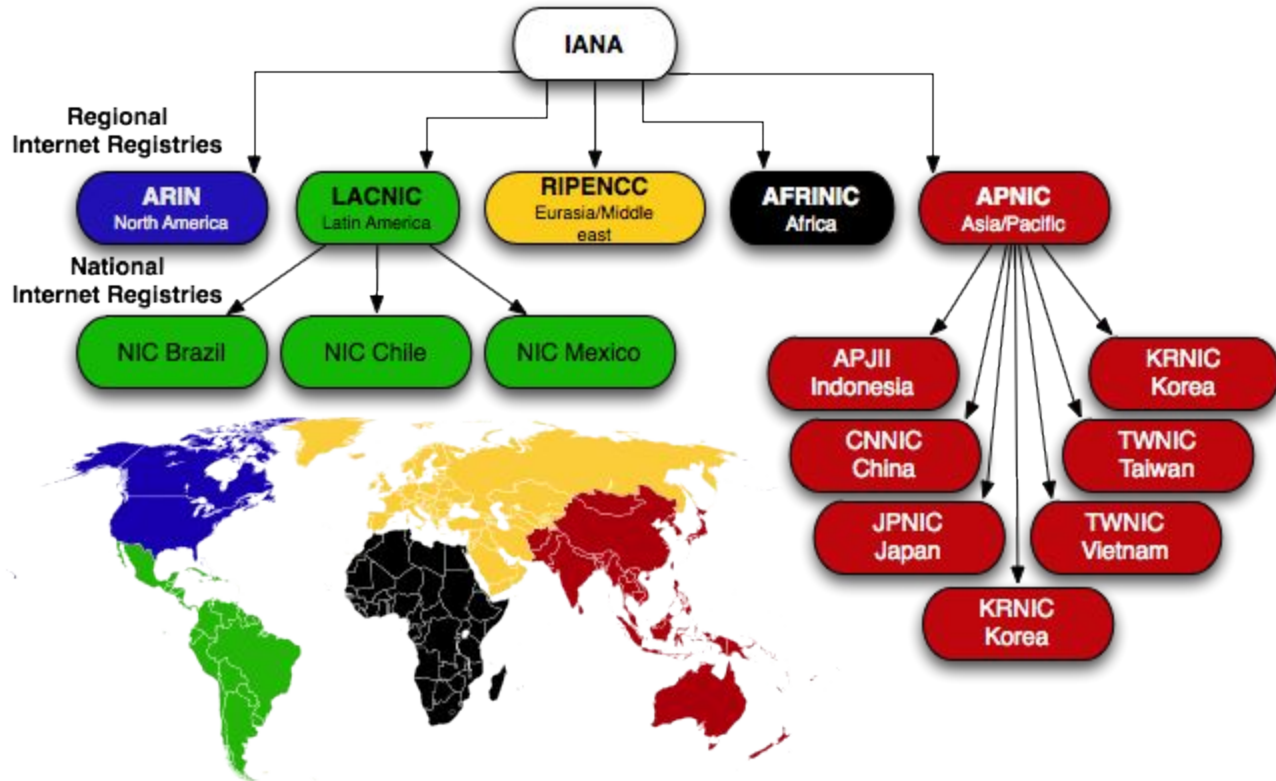 IANA
Regional
Internet Registries
ARIN
North America
LACNIC
Latin America
RIPENCC
Eurasia/Middle
east
AFRINIC
Africa
APNIC
Asia/Pacific
National
Internet Registries
NIC Brazil
NIC Chile
NIC Mexico
APJII
Indonesia
KRNIC
Korea
CNNIC
China
TWNIC
Taiwan
JPNIC
Japan
TWNIC
Vietnam
KRNIC
Korea